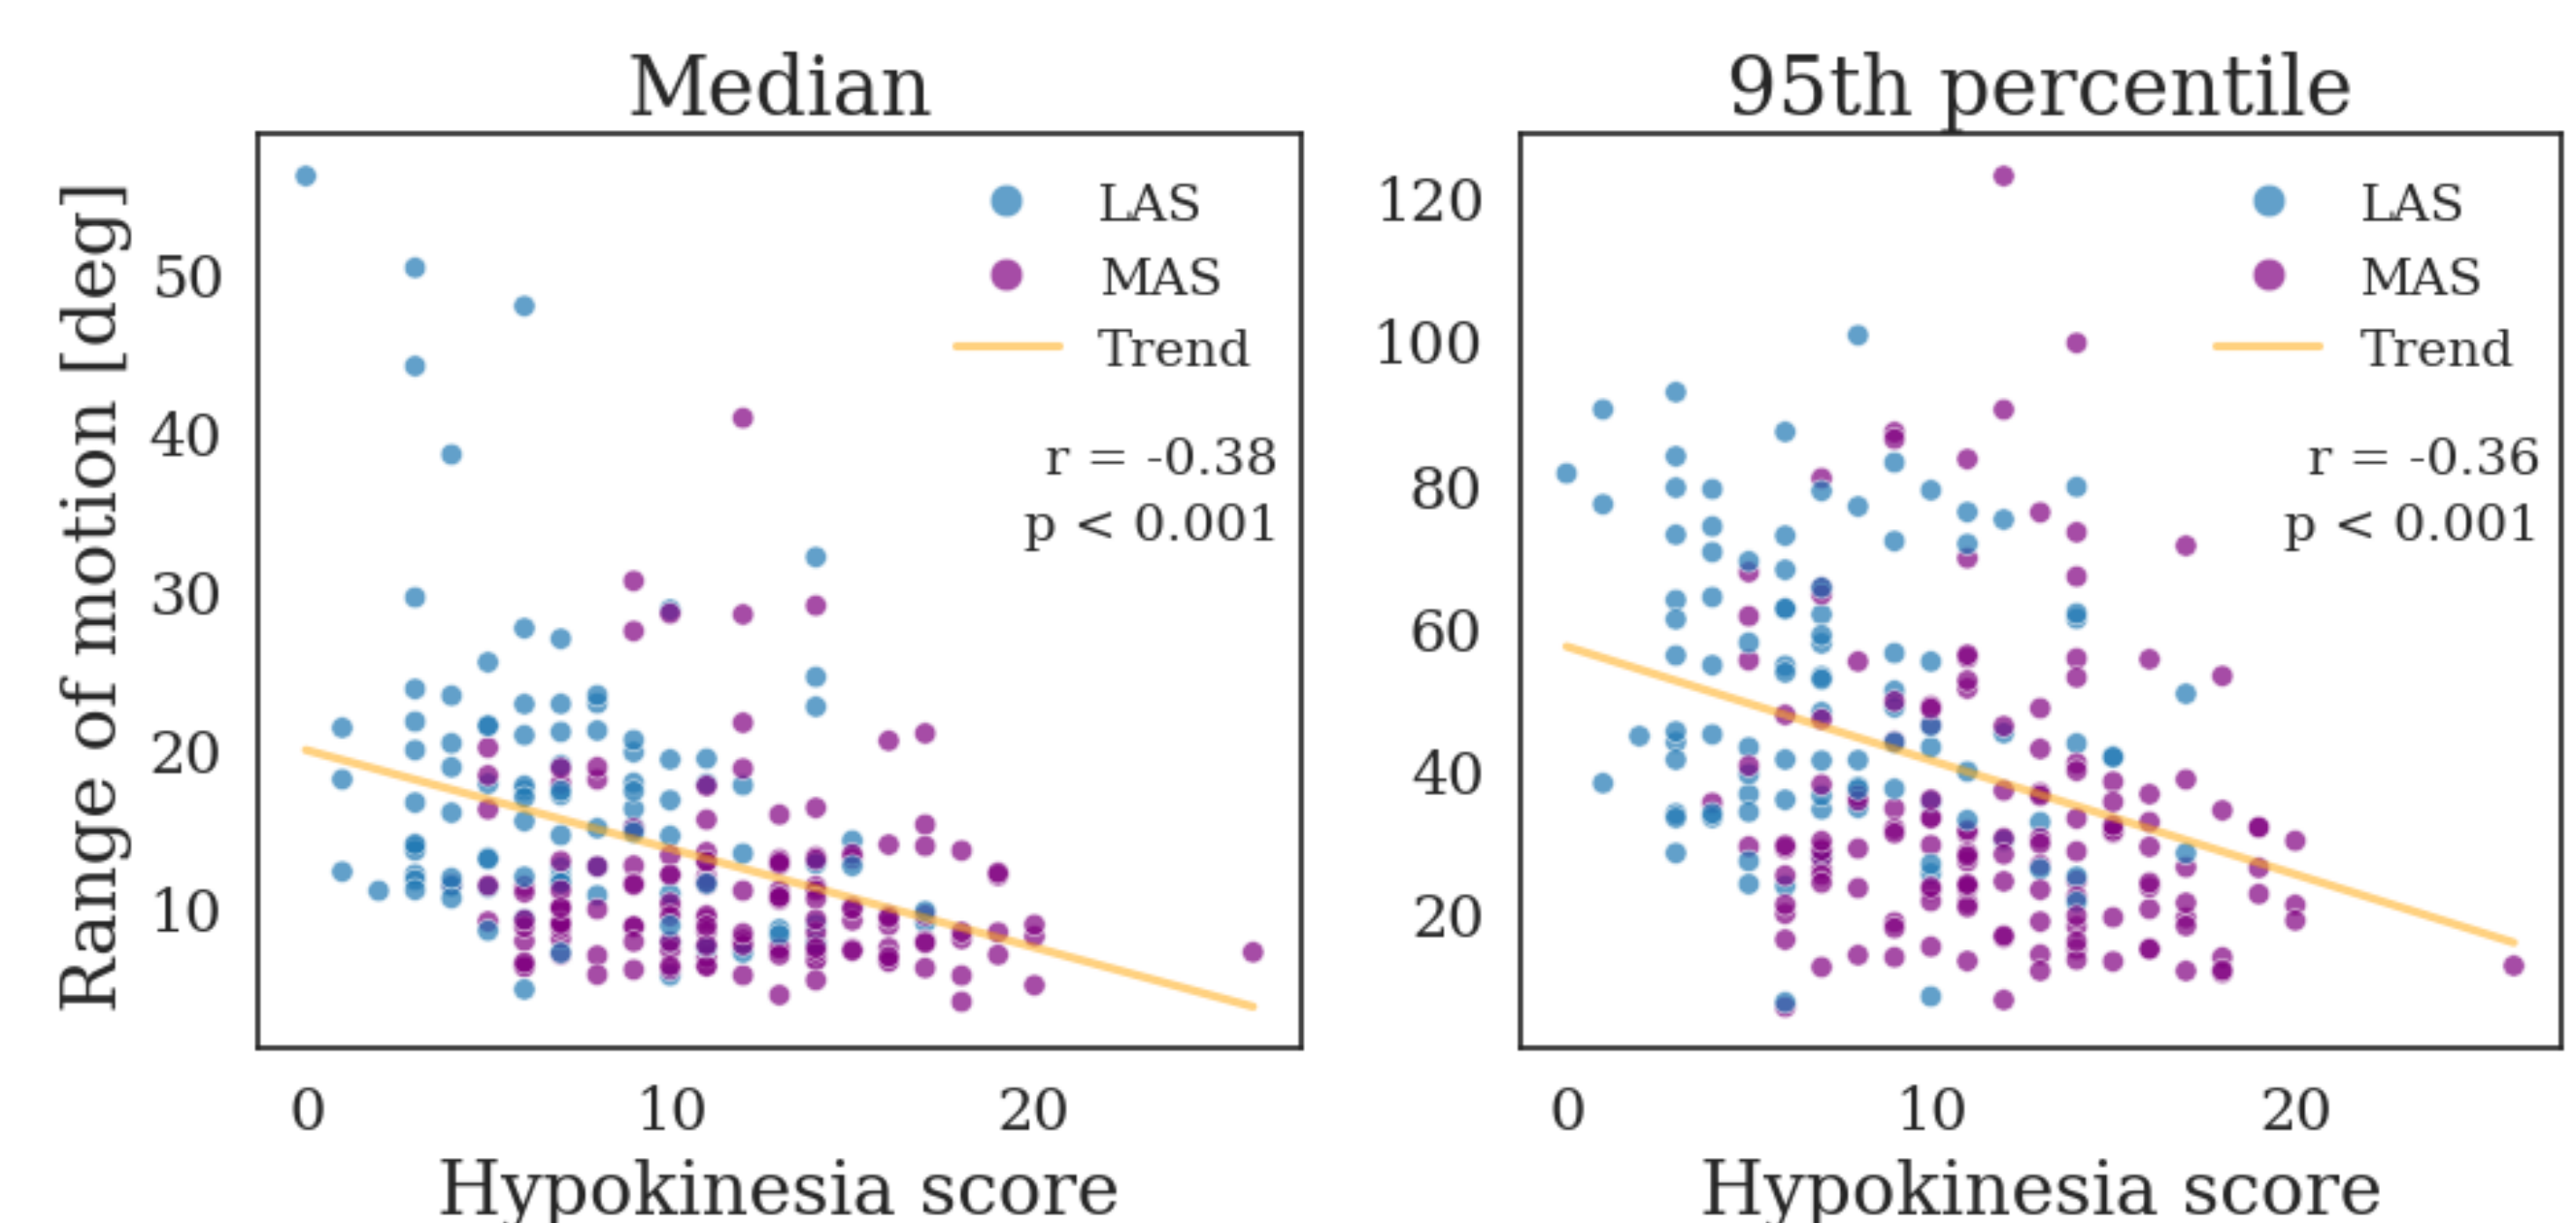 Median
Range of motion [deg]
50
40
30
20
10
LAS
MAS
Trend
r = -0.38
p < 0.001
0 10 20
Hypokinesia score
95th percentile
120
100
80
60
40
20
LAS
MAS
Trend
r = -0.36
p < 0.001
0 10 20
Hypokinesia score